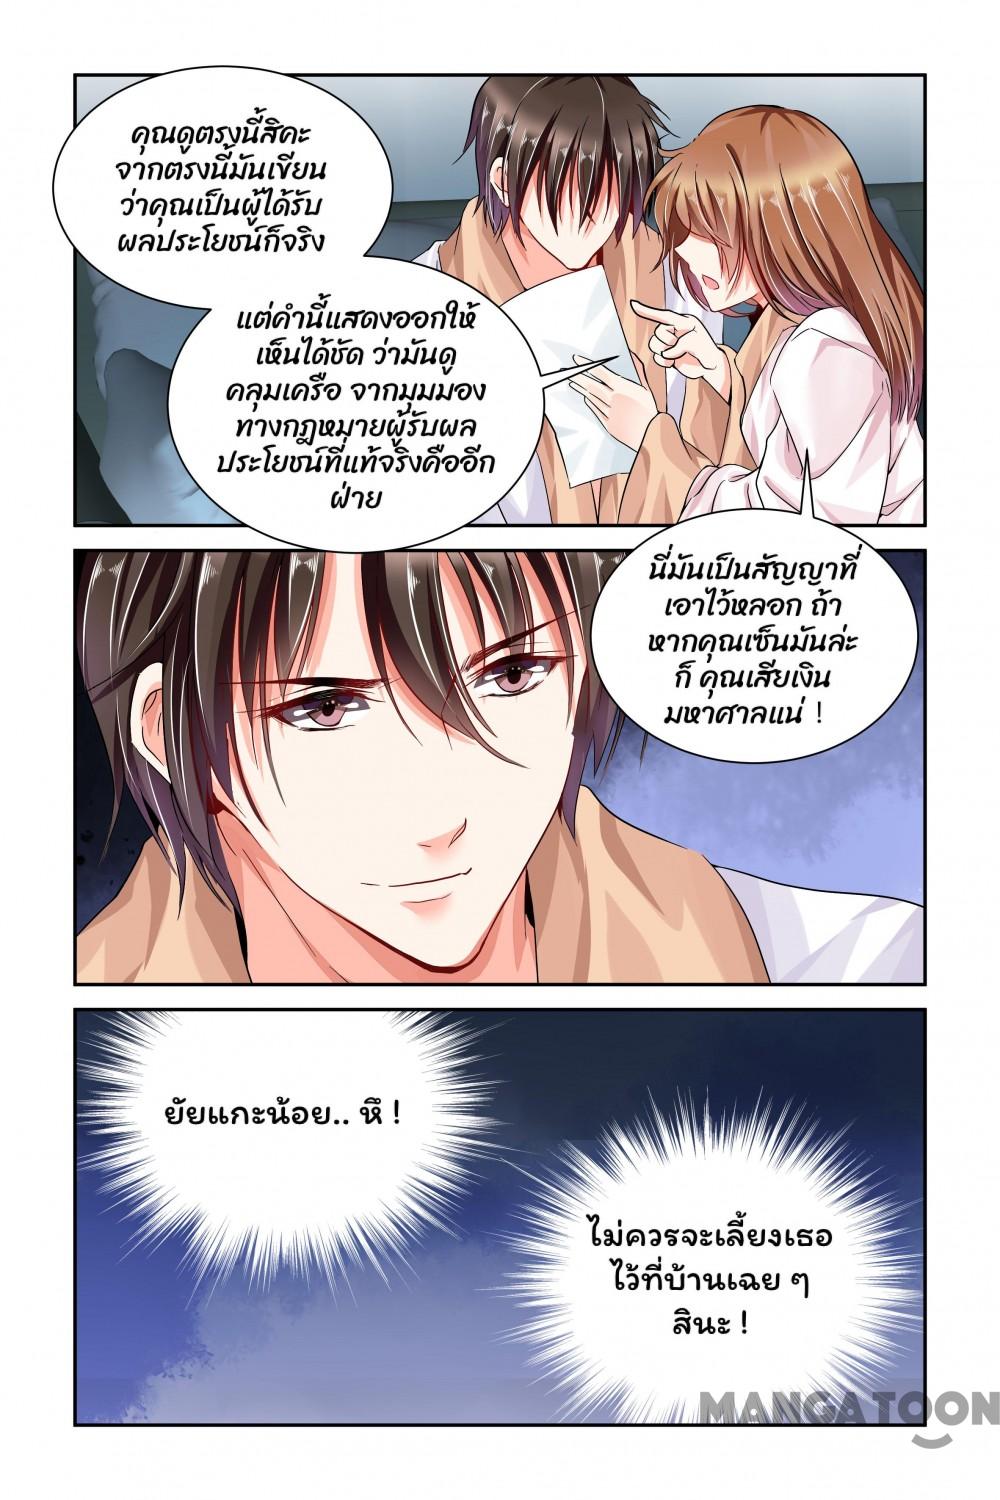 คุณดูตรงนี้สิคะ
จากตรงนี้มันเขียน
ว่าคุณเป็นผู้ได้รับ
ผลประโยชน์ก็จริง
แต่คำนี้แสดงออกให้
เห็นได้ชัด ว่ามันดู
คลุมเครือ จากมุมมอง
ทางกฎหมายผู้รับผล
ประโยชน์ที่แท้จริงคืออีก
ฝ่าย
นี่มันเป็นสัญญาที่
เอาไว้หลอก ถ้า
หากคุณเซ็นมันล่ะ
ก็ คุณเสียเงิน
มหาศาลแน่ !
ยัยแกะน้อย.. หึ !
ไม่ควรจะเลี้ยงเธอ
ไว้ที่บ้านเฉย ๆ
สินะ !
MANGATOON